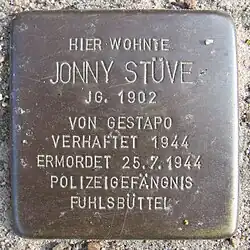 HIER WOHNTE
JONNY STÜVE
JG. 1902
VON GESTAPO
VERHAFTET 1944
ERMORDET 25.7.1944
POLIZEIGEFÄNGNIS
FUHLSBÜTTEL